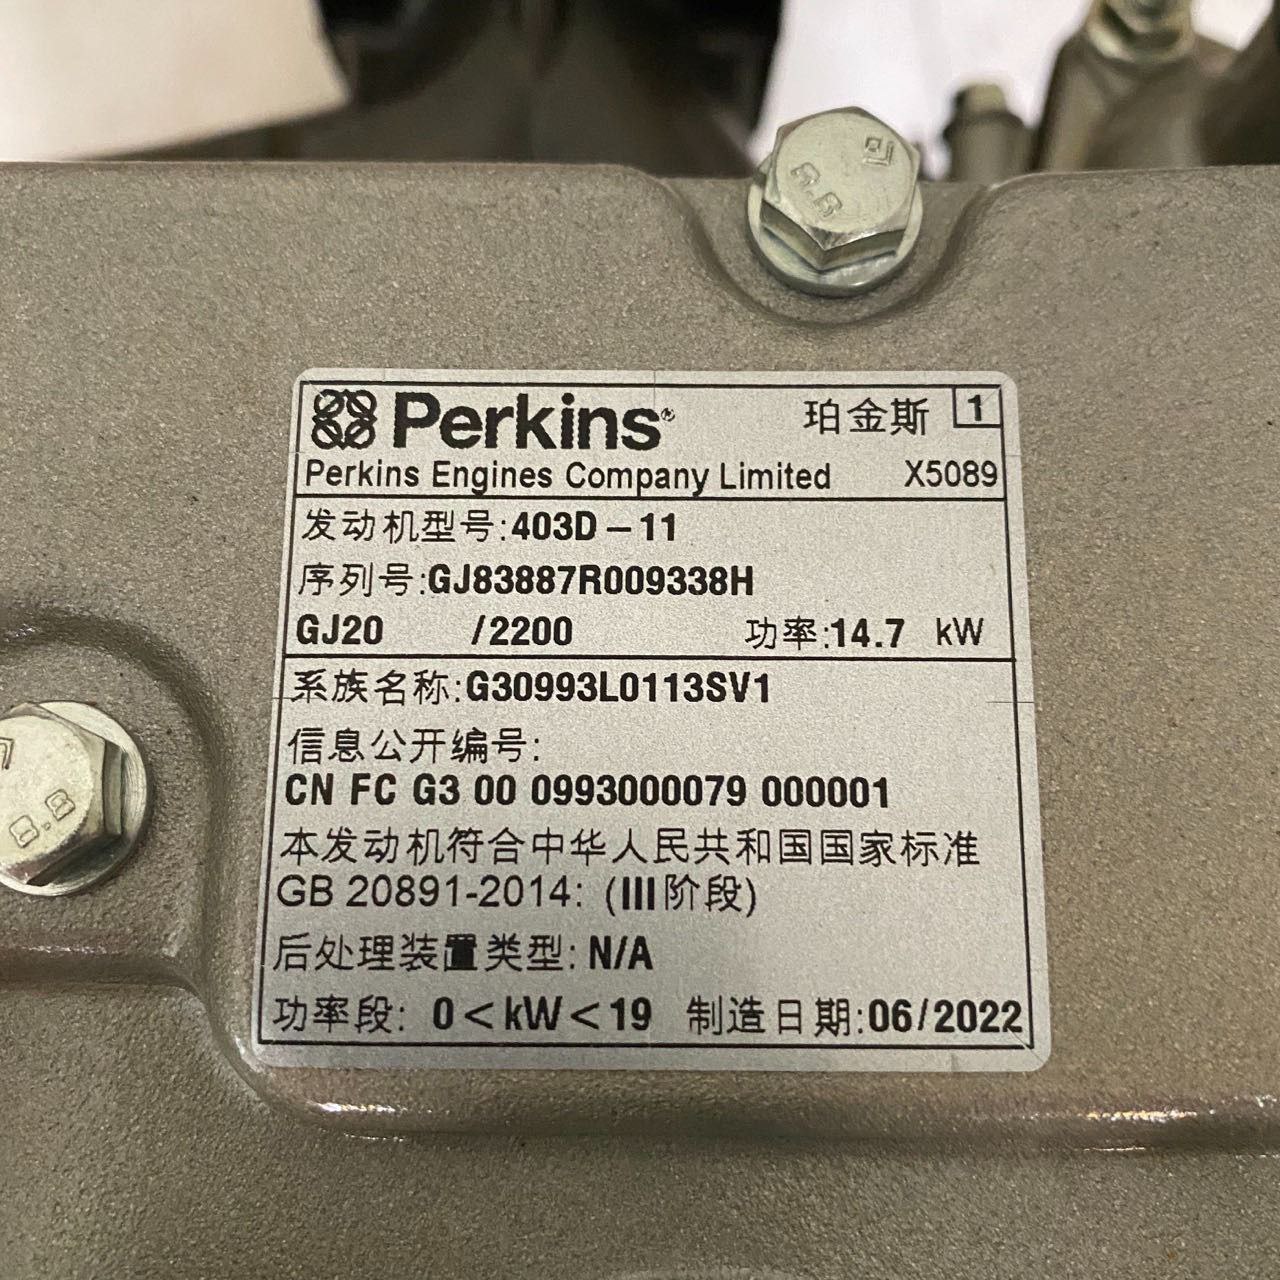 Perkins® 珀金斯 1
Perkins Engines Company Limited X5089
发动机型号:403D-11
序列号:GJ83887R009338H
GJ20 /2200 功率:14.7 kW
系族名称:G30993L0113SV1
信息公开编号:
CN FC G3 00 0993000079 000001
本发动机符合中华人民共和国国家标准
GB 20891-2014: (III阶段)
后处理装置类型: N/A
功率段: 0<kW<19 制造日期:06/2022
8.8